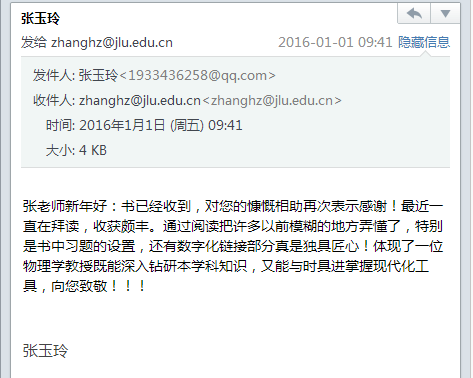 张玉玲
发给 zhanghz@jlu.edu.cn 2016-01-01 09:41 隐藏信息
发件人: 张玉玲<1933436258@qq.com>
收件人: zhanghz@jlu.edu.cn<zhanghz@jlu.edu.cn>
时间: 2016年1月1日 (周五) 09:41
大小: 4 KB
张老师新年好：书已经收到，对您的慷慨相助再次表示感谢！最近一
直在拜读，收获颇丰。通过阅读把许多以前模糊的地方弄懂了，特别
是书中习题的设置，还有数字化链接部分真是独具匠心！体现了一位
物理学教授既能深入钻研本学科知识，又能与时具进掌握现代化工
具，向您致敬！！！
张玉玲